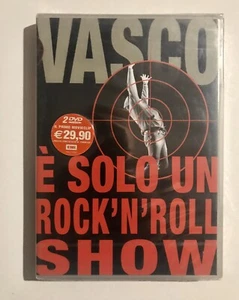 VASCO
2 DVD
€29,90
È SOLO UN
ROCK'N'ROLL
SHOW